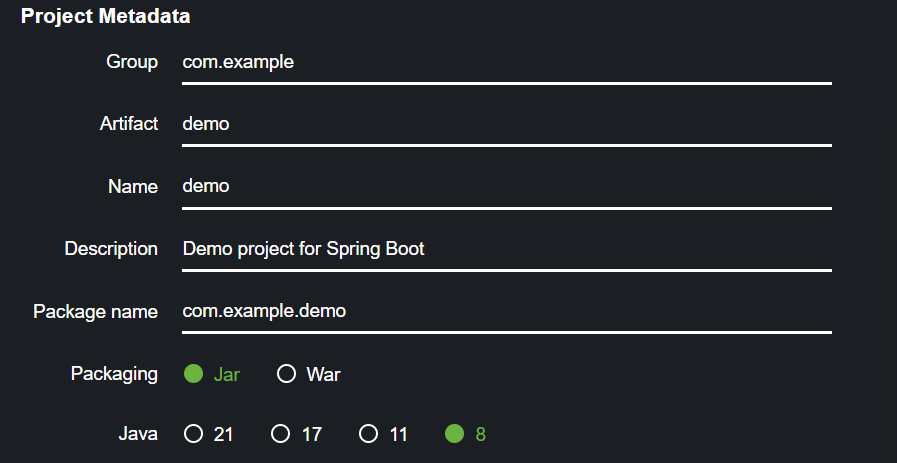 Project Metadata
Group com.example
Artifact demo
Name demo
Description Demo project for Spring Boot
Package name com.example.demo
Packaging Jar War
Java 21 17 11 8